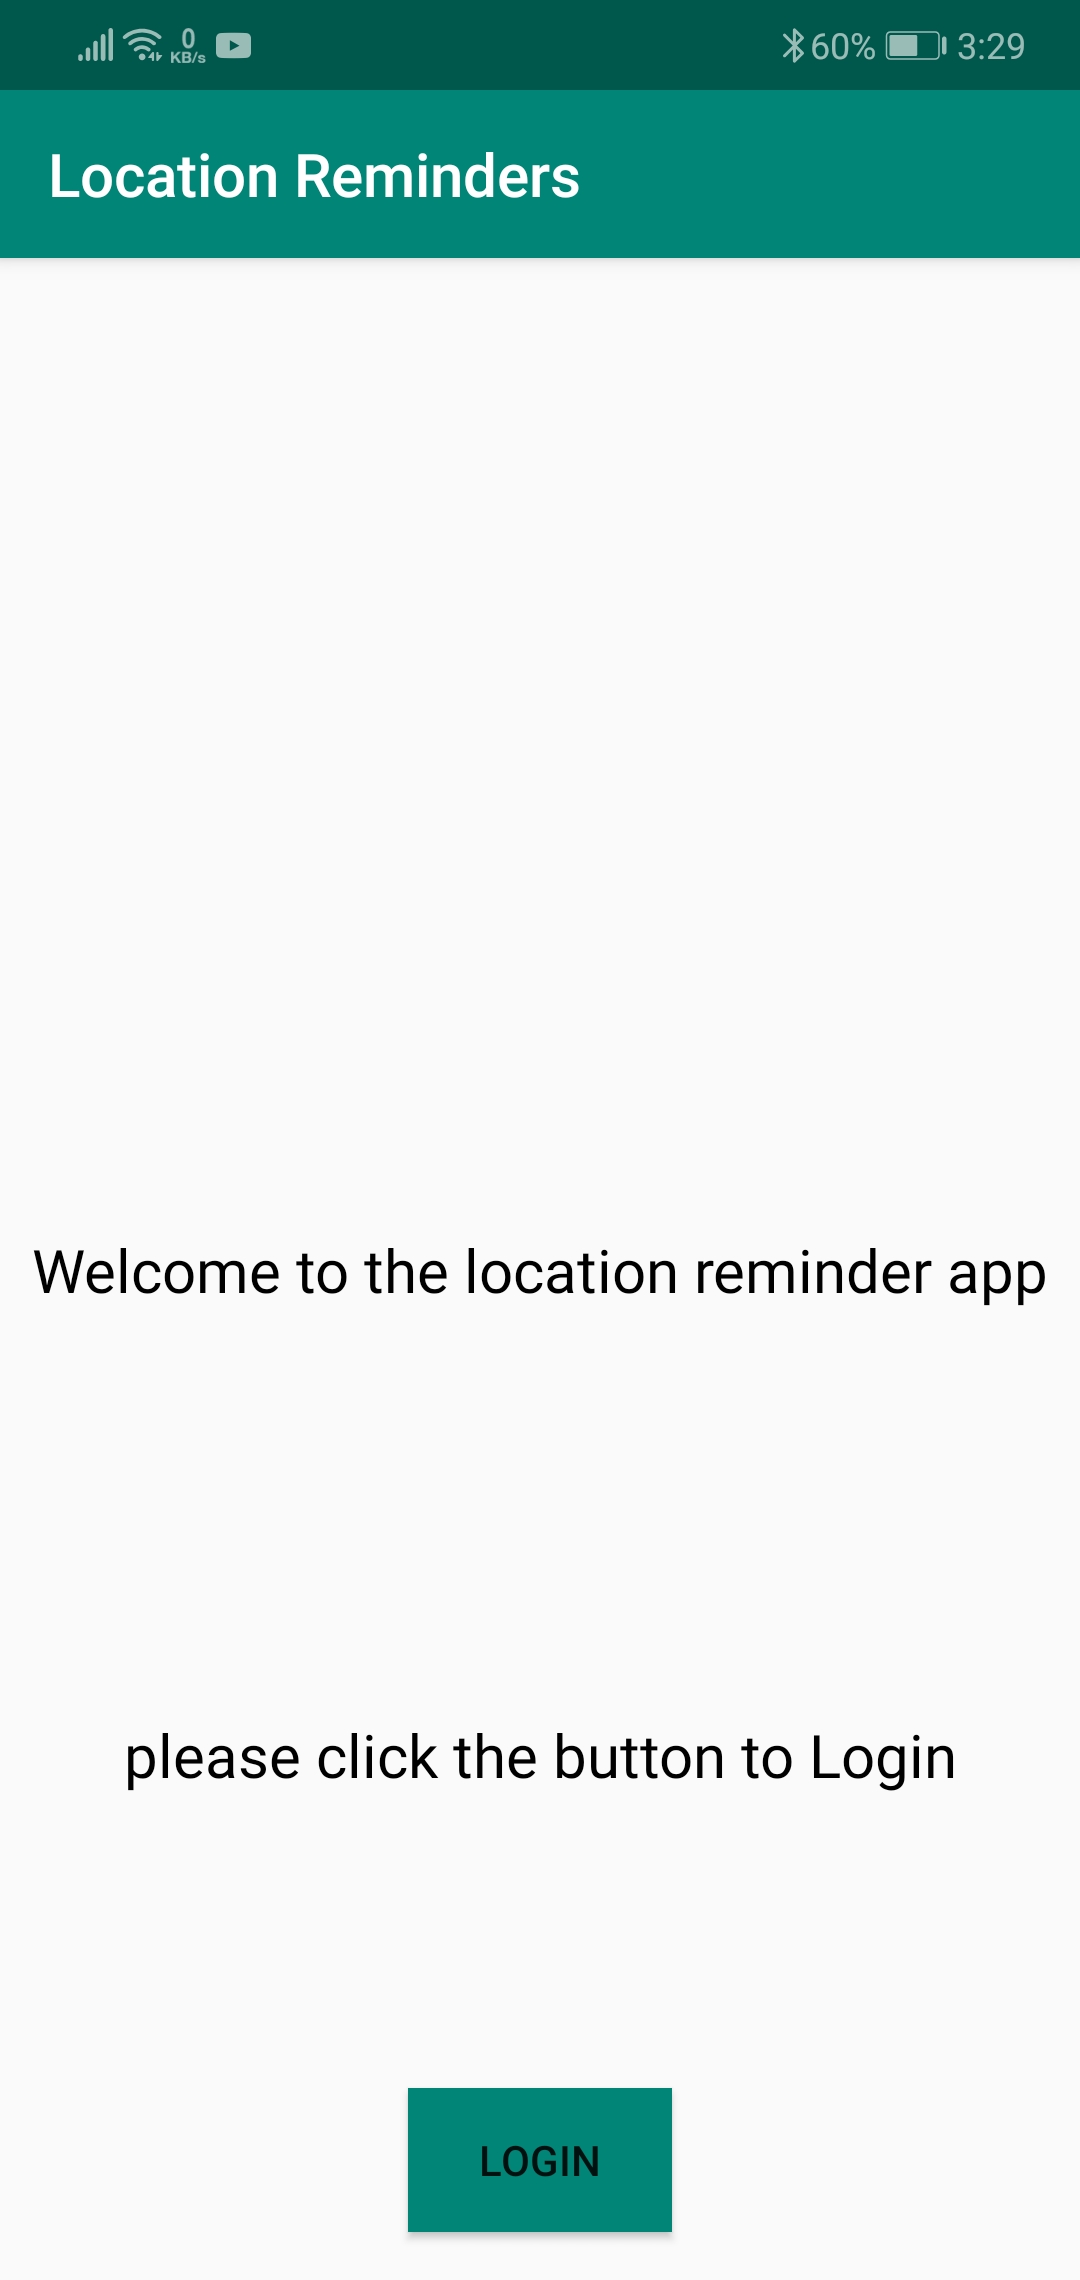 0
KB/s
60%
3:29
Location Reminders
Welcome to the location reminder app
please click the button to Login
LOGIN